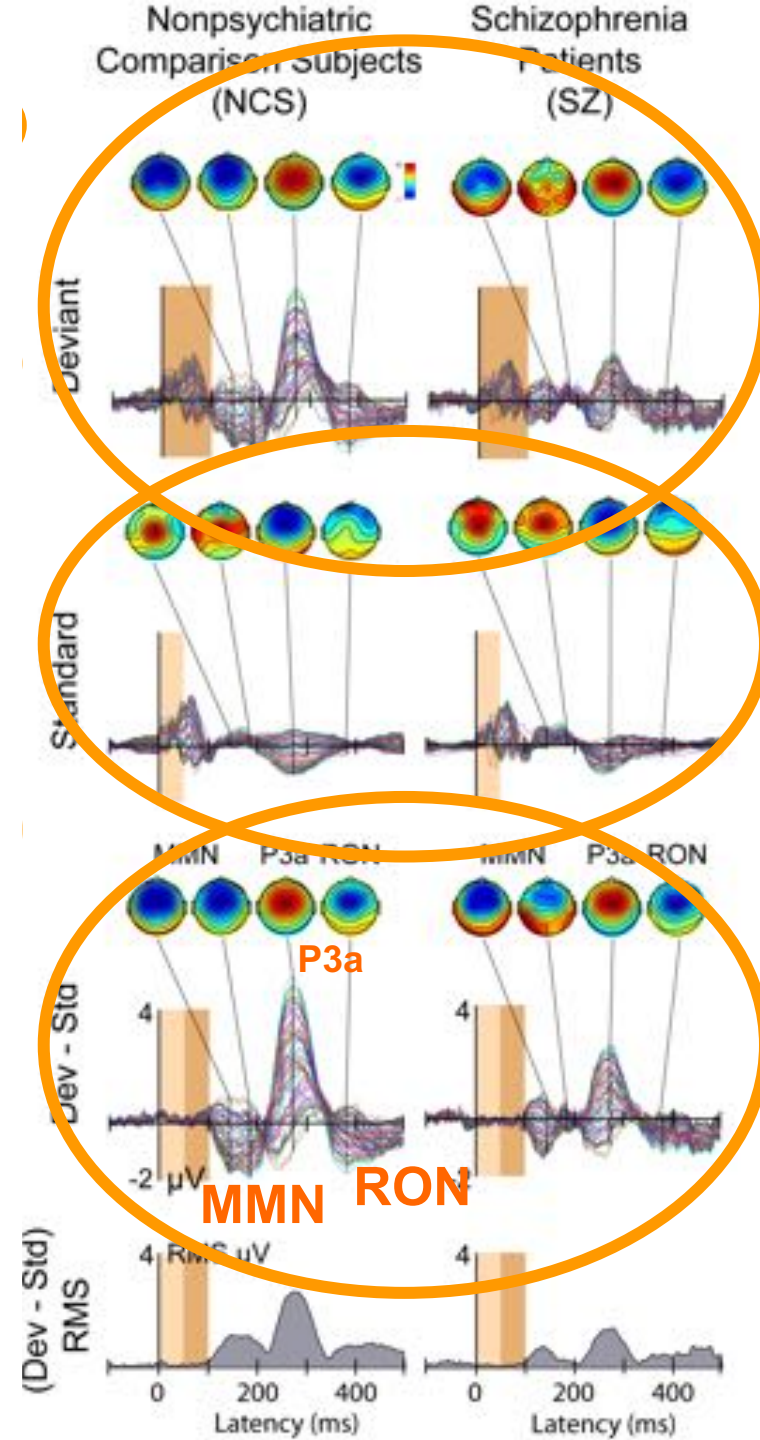 Nonpsychiatric
Comparison Subjects
(NCS)
Schizophrenia
Patients
(SZ)
Deviant
Standard
MMN P3a RON
MMN P3a RON
P3a
Dev - Std
4
-2 µV
4
-2
MMN RON
(Dev - Std)
RMS
4 RMS µV
4
0 200 400
0 200 400
Latency (ms)
Latency (ms)